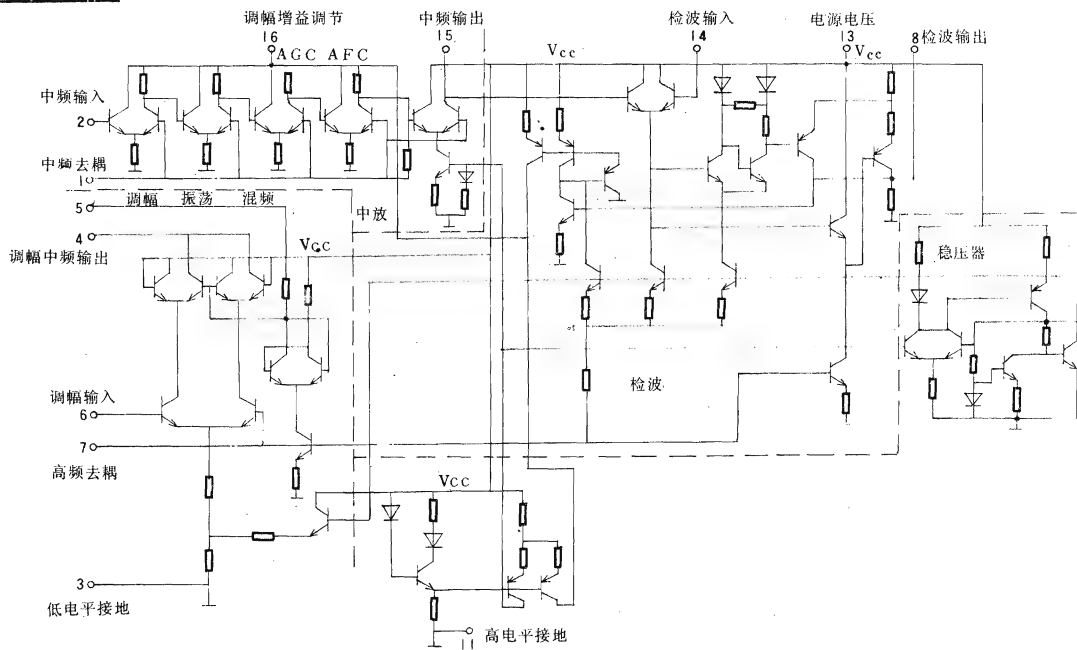 调幅增益调节
16
中频输出
15
检波输入
14
电源电压
13
8 检波输出
AGC AFC
Vcc
Vcc
中频输入
2
中频去耦
1
5
调幅 振荡 混频
中放
4
调幅中频输出
Vcc
稳压器
调幅输入
6
检波
7
高频去耦
Vcc
3
低电平接地
高电平接地
11